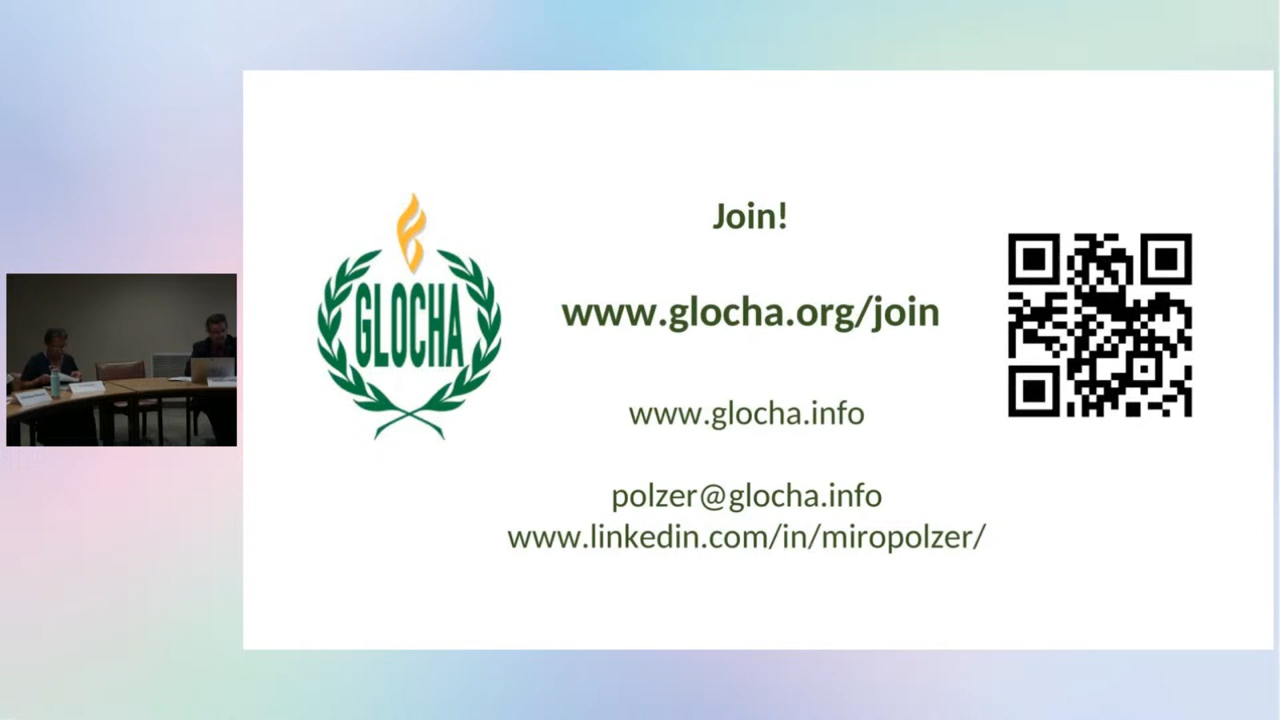 GLOCHA
Join!
www.glocha.org/join
www.glocha.info
polzer@glocha.info
www.linkedin.com/in/miropolzer/